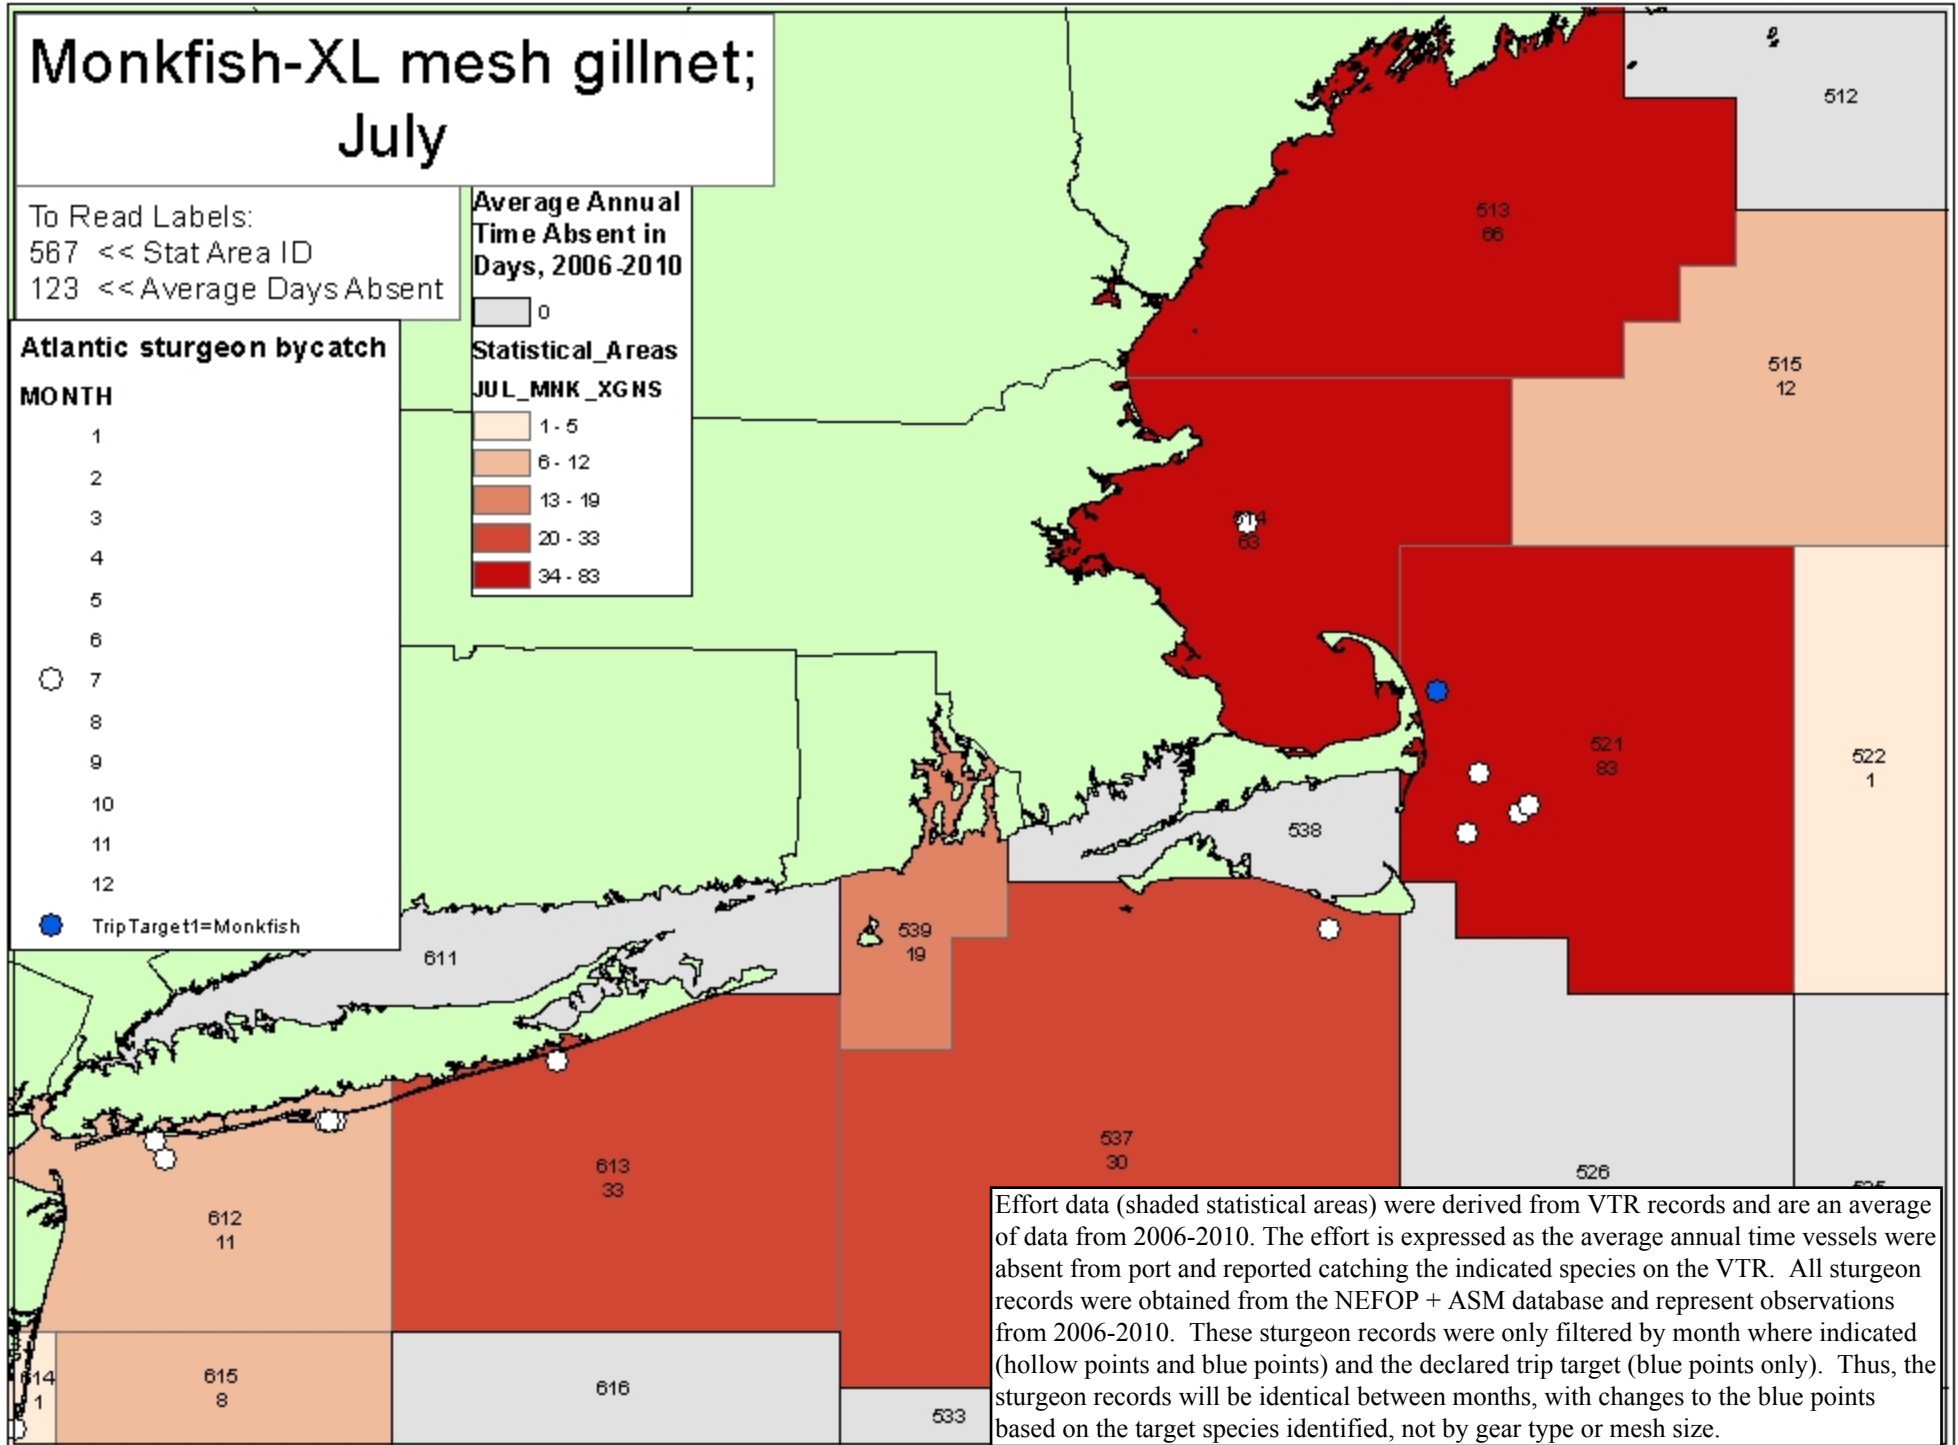 Monkfish-XL mesh gillnet;
July
To Read Labels:
567 << Stat Area ID
123 << Average Days Absent
Average Annual
Time Absent in
Days, 2006-2010
0
Statistical_Areas
JUL_MNK_XGNS
1 - 5
6 - 12
13 - 19
20 - 33
34 - 83
Atlantic sturgeon bycatch
MONTH
1
2
3
4
5
6
7
8
9
10
11
12
TripTarget1=Monkfish
512
513
66
515
12
63
521
83
522
1
538
539
19
611
537
30
613
33
526
612
11
615
8
616
533
1
Effort data (shaded statistical areas) were derived from VTR records and are an average
of data from 2006-2010. The effort is expressed as the average annual time vessels were
absent from port and reported catching the indicated species on the VTR. All sturgeon
records were obtained from the NEFOP + ASM database and represent observations
from 2006-2010. These sturgeon records were only filtered by month where indicated
(hollow points and blue points) and the declared trip target (blue points only). Thus, the
sturgeon records will be identical between months, with changes to the blue points
based on the target species identified, not by gear type or mesh size.